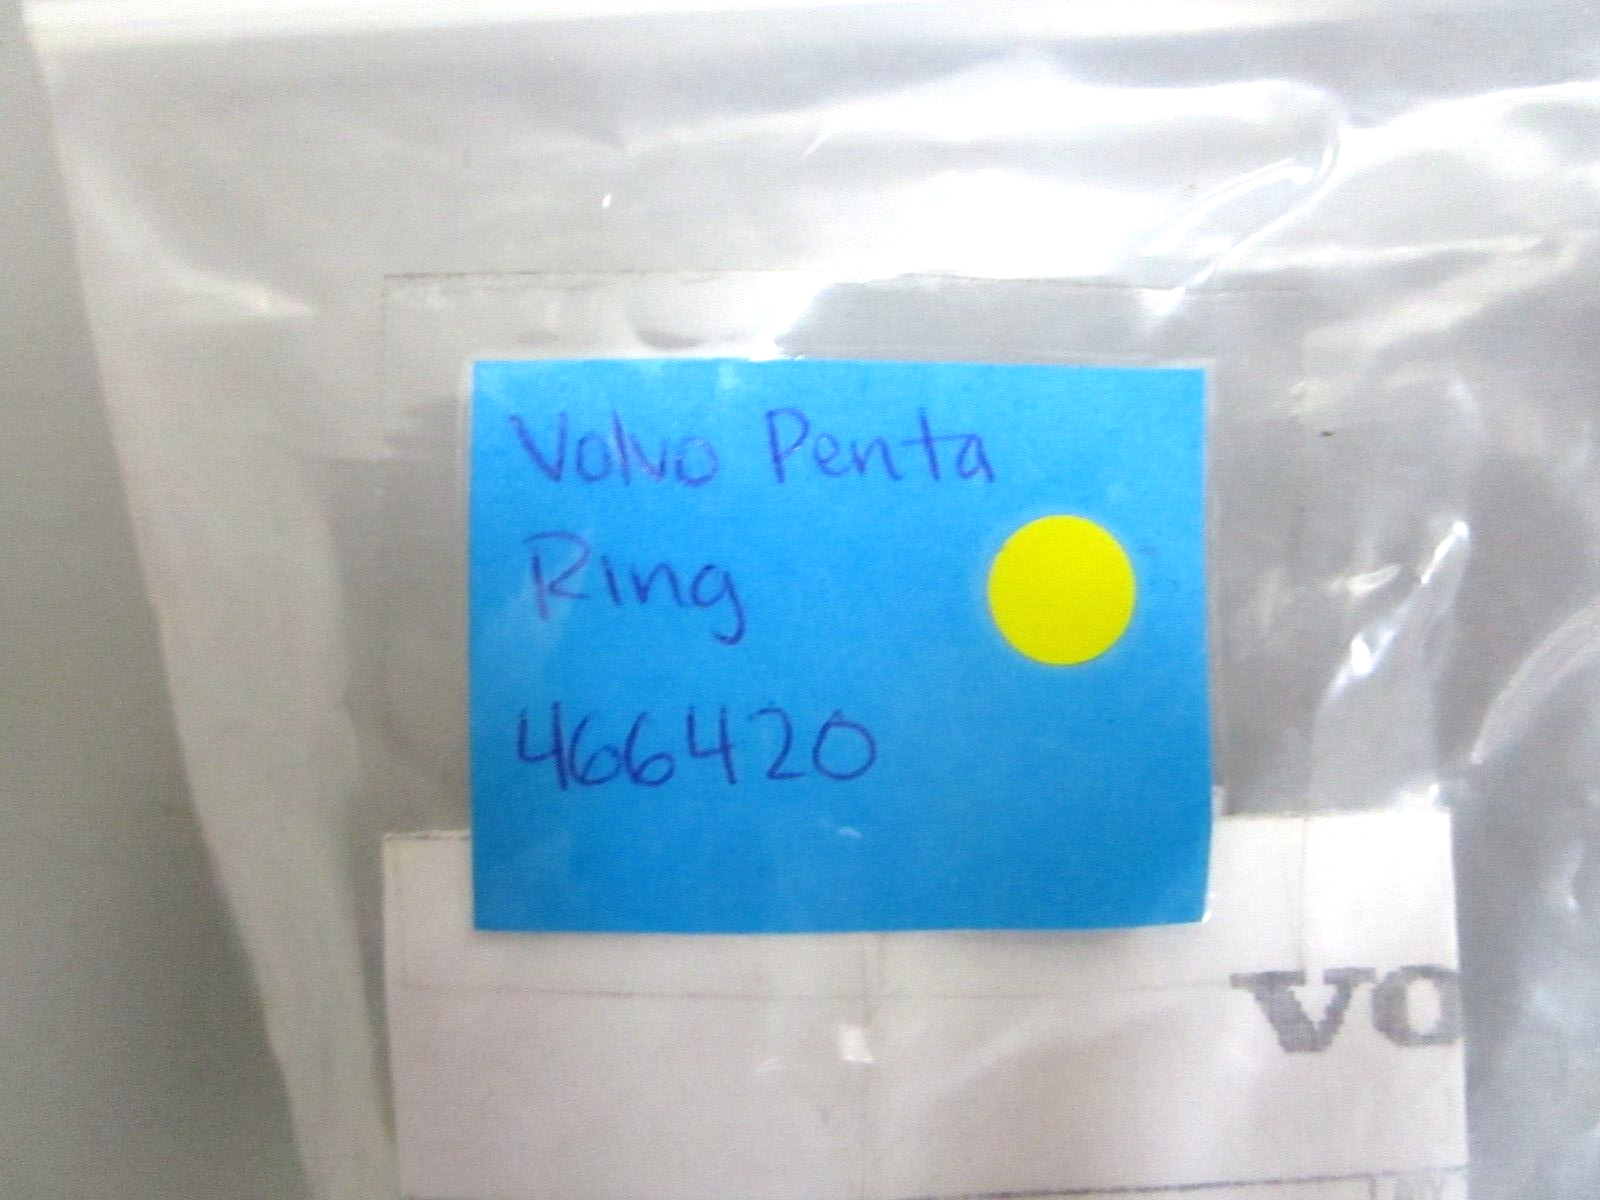 Volvo Penta
Ring
466420
VO